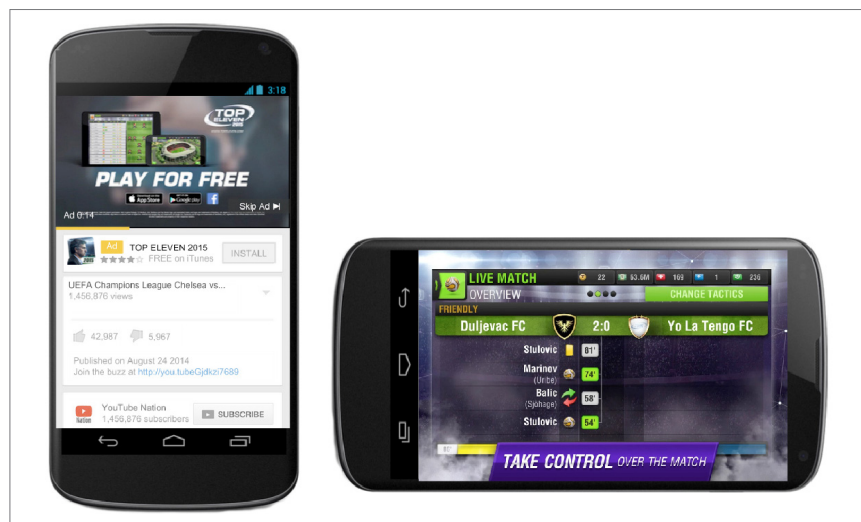 3:18
TOP
ELEVEN
2015
PLAY FOR FREE
App Store
Google play
Skip Ad
Ad 0:14
Ad TOP ELEVEN 2015
FREE on iTunes
INSTALL
UEFA Champions League Chelsea vs...
1,456,876 views
42,987 5,967
Published on August 24 2014
Join the buzz at http://you.tubeGjdkzi7689
YouTube Nation
Nation
1,456,876 subscribers
SUBSCRIBE
LIVE MATCH
22 93.6M 169 1 236
OVERVIEW
CHANGE TACTICS
FRIENDLY
Duljevac FC 2:0 Yo La Tengo FC
Stulovic 81'
Marinov 74'
(Uribe)
Balic 58'
(Sjohage)
Stulovic 54'
TAKE CONTROL OVER THE MATCH